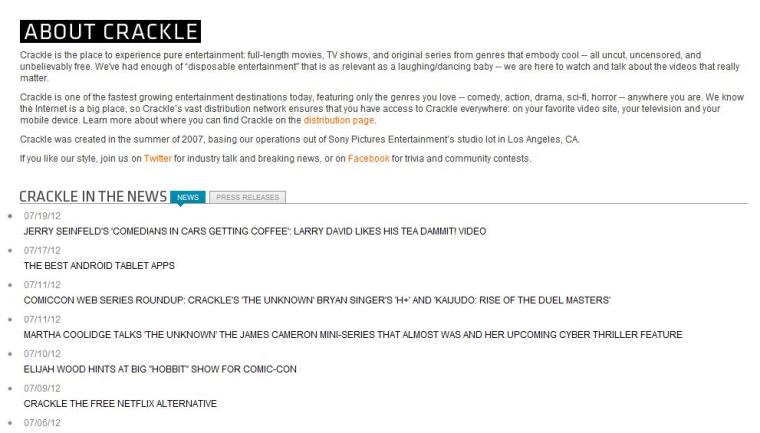 ABOUT CRACKLE
Crackle is the place to experience pure entertainment: full-length movies, TV shows, and original series from genres that embody cool -- all uncut, uncensored, and
unbelievably free. We've had enough of "disposable entertainment" that is as relevant as a laughing/dancing baby -- we are here to watch and talk about the videos that really
matter.
Crackle is one of the fastest growing entertainment destinations today, featuring only the genres you love -- comedy, action, drama, sci-fi, horror -- anywhere you are. We know
the Internet is a big place, so Crackle's vast distribution network ensures that you have access to Crackle everywhere: on your favorite video site, your television and your
mobile device. Learn more about where you can find Crackle on the distribution page.
Crackle was created in the summer of 2007, basing our operations out of Sony Pictures Entertainment's studio lot in Los Angeles, CA.
If you like our style, join us on Twitter for industry talk and breaking news, or on Facebook for trivia and community contests.
CRACKLE IN THE NEWS NEWS PRESS RELEASES
07/19/12
JERRY SEINFELD'S 'COMEDIANS IN CARS GETTING COFFEE': LARRY DAVID LIKES HIS TEA DAMMIT! VIDEO
07/17/12
THE BEST ANDROID TABLET APPS
07/11/12
COMICCON WEB SERIES ROUNDUP: CRACKLE'S 'THE UNKNOWN' BRYAN SINGER'S 'H+' AND 'KAIJUDO: RISE OF THE DUEL MASTERS'
07/11/12
MARTHA COOLIDGE TALKS 'THE UNKNOWN' THE JAMES CAMERON MINI-SERIES THAT ALMOST WAS AND HER UPCOMING CYBER THRILLER FEATURE
07/10/12
ELIJAH WOOD HINTS AT BIG "HOBBIT" SHOW FOR COMIC-CON
07/09/12
CRACKLE THE FREE NETFLIX ALTERNATIVE
07/06/12